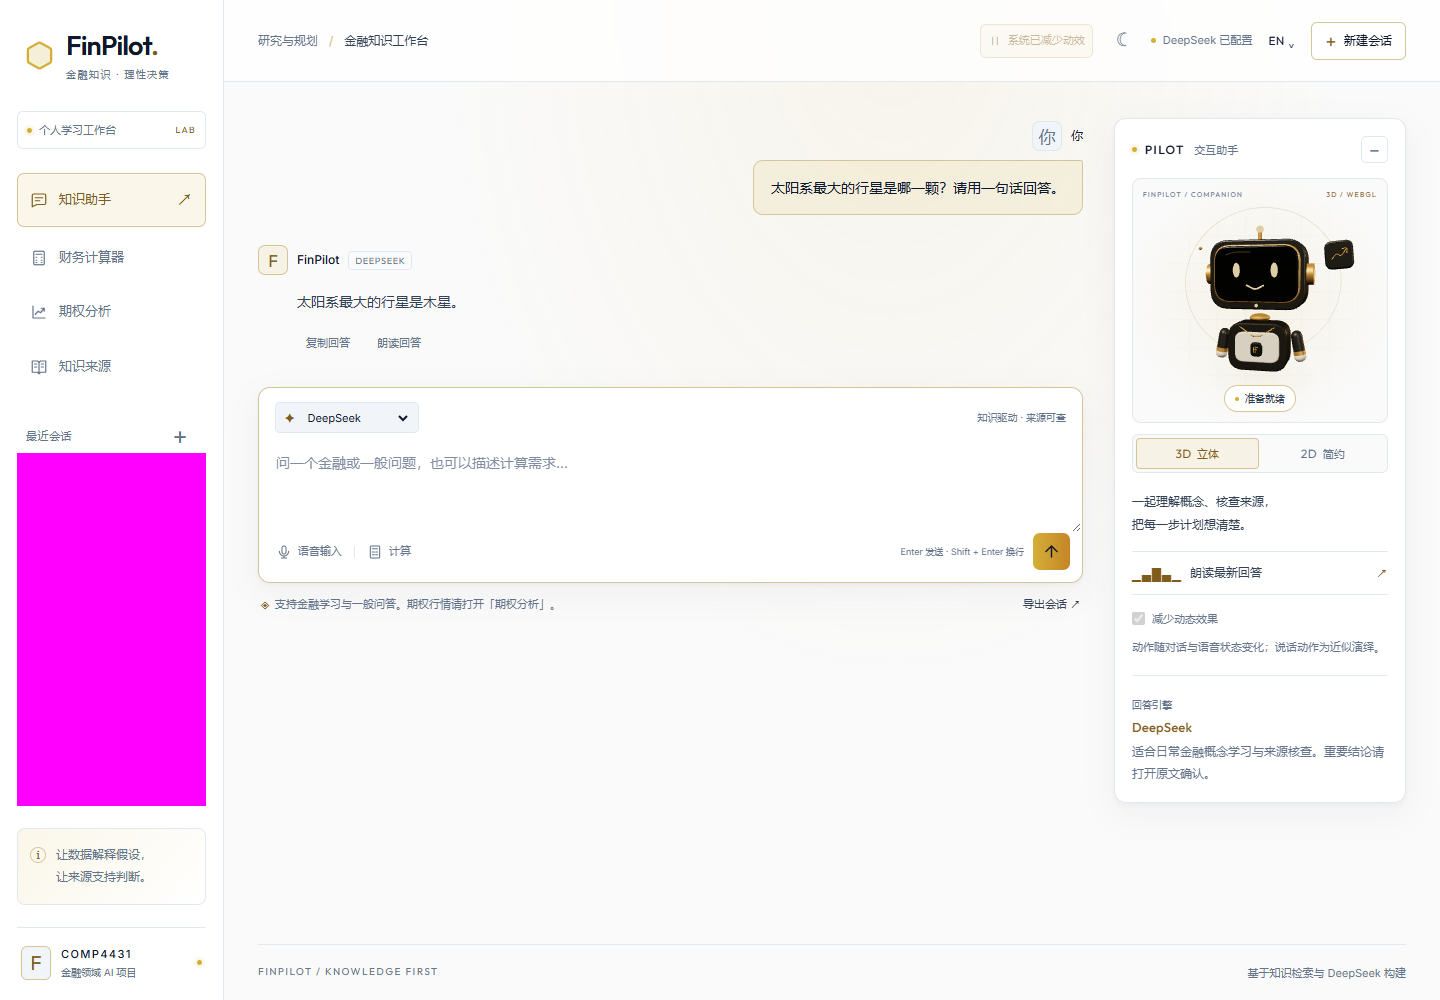 FinPilot.
金融知识 · 理性决策
个人学习工作台
LAB
知识助手
财务计算器
期权分析
知识来源
最近会话
让数据解释假设，
让来源支持判断。
F
COMP4431
金融领域 AI 项目
研究与规划 / 金融知识工作台
系统已减少动效
DeepSeek 已配置
EN
+ 新建会话
你 你
太阳系最大的行星是哪一颗？请用一句话回答。
F FinPilot DEEPSEEK
太阳系最大的行星是木星。
复制回答 朗读回答
DeepSeek
知识驱动 · 来源可查
问一个金融或一般问题，也可以描述计算需求...
语音输入 计算
Enter 发送 · Shift + Enter 换行
支持金融学习与一般问答。期权行情请打开「期权分析」。
导出会话 ↗
PILOT 交互助手
FINPILOT / COMPANION
3D / WEBGL
准备就绪
3D 立体 2D 简约
一起理解概念、核查来源，
把每一步计划想清楚。
朗读最新回答 ↗
减少动态效果
动作随对话与语音状态变化；说话动作为近似演绎。
回答引擎
DeepSeek
适合日常金融概念学习与来源核查。重要结论请
打开原文确认。
FINPILOT / KNOWLEDGE FIRST
基于知识检索与 DeepSeek 构建